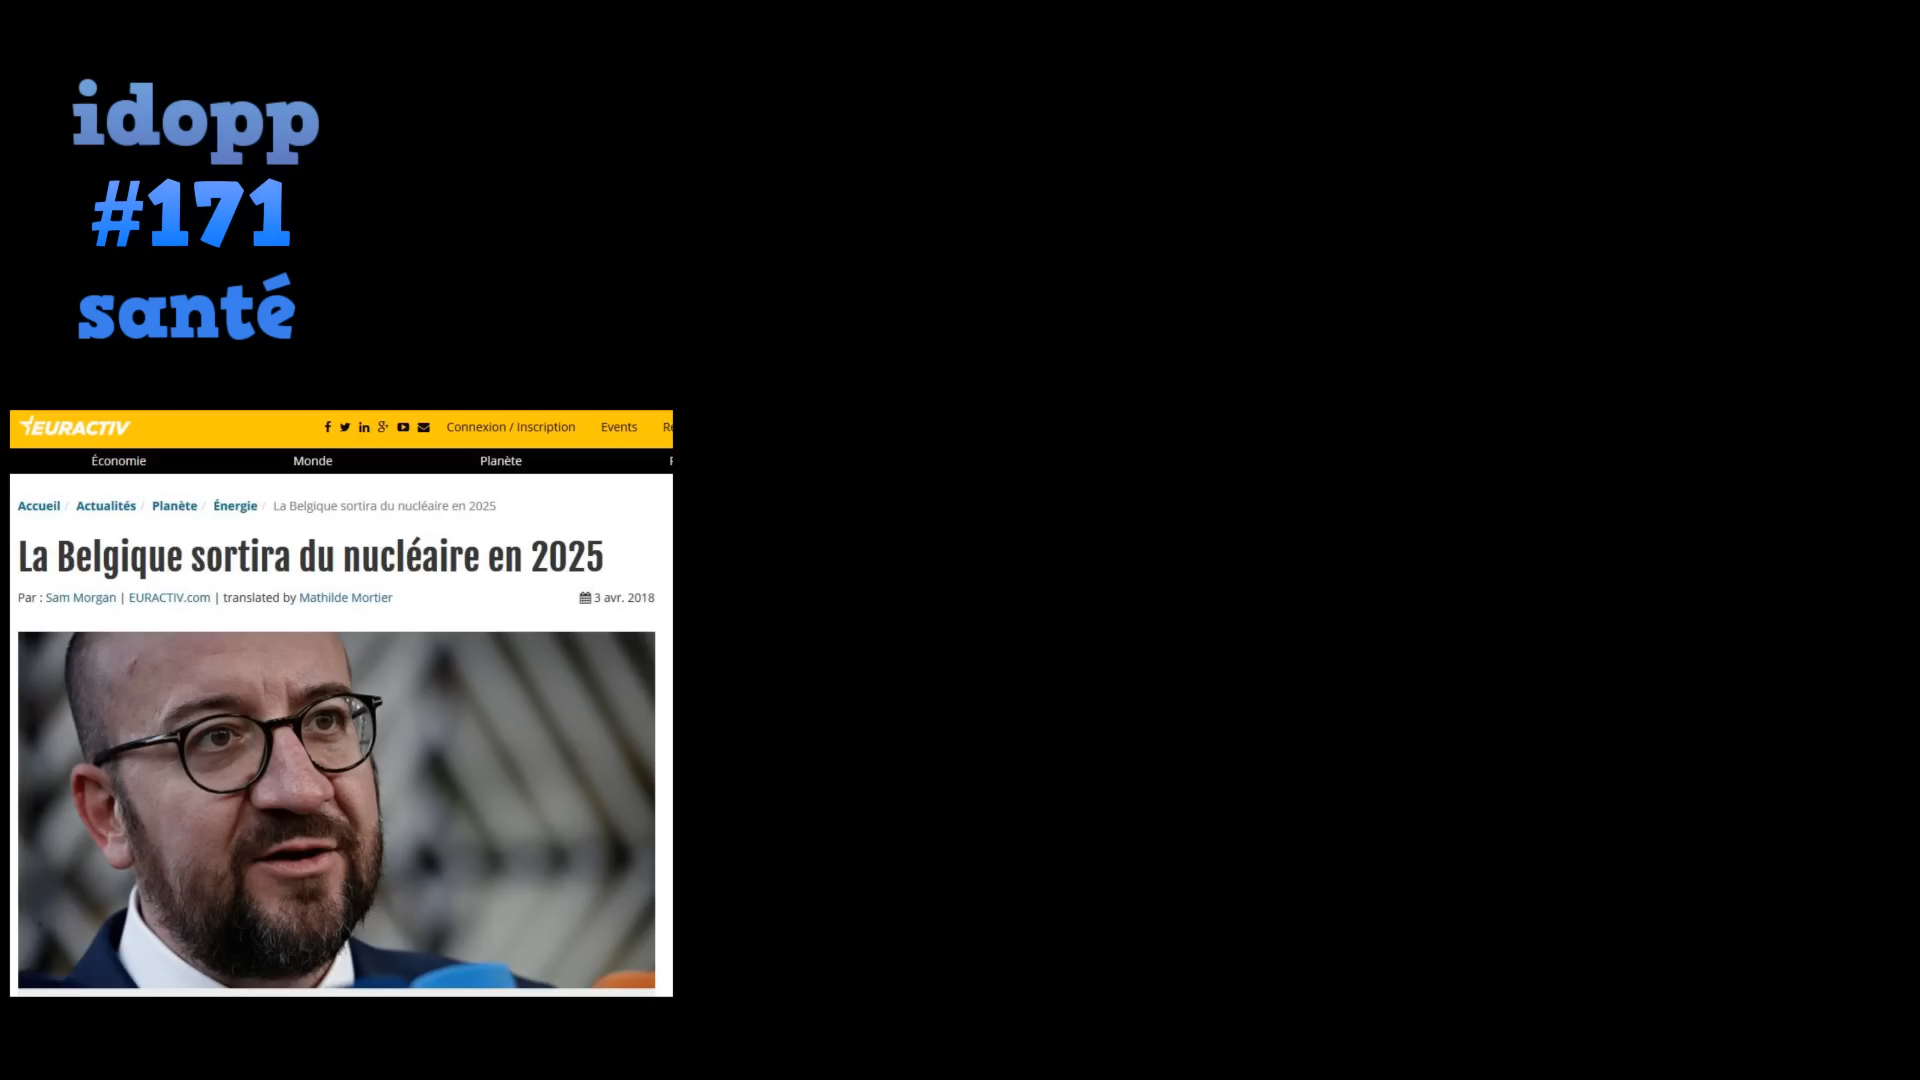 idopp
#171
santé
EURACTIV
Connexion / Inscription Events
Économie Monde Planète
Accueil / Actualités / Planète / Énergie / La Belgique sortira du nucléaire en 2025
La Belgique sortira du nucléaire en 2025
Par : Sam Morgan | EURACTIV.com | translated by Mathilde Mortier 3 avr. 2018